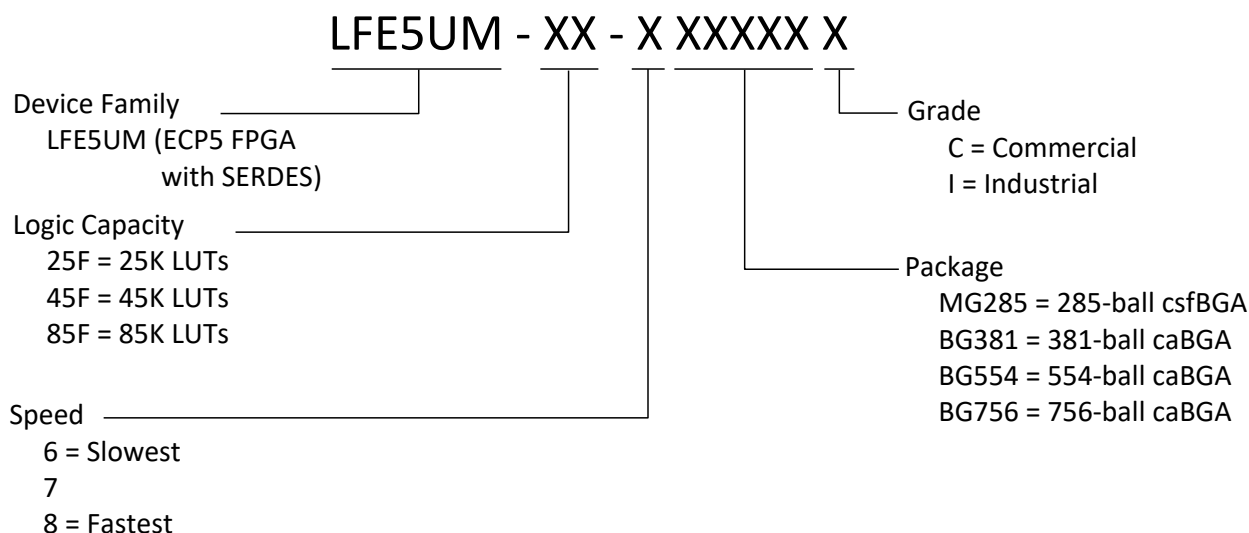 LFE5UM - XX - X XXXXX X
Device Family
LFE5UM (ECP5 FPGA
with SERDES)
Logic Capacity
25F = 25K LUTs
45F = 45K LUTs
85F = 85K LUTs
Speed
6 = Slowest
7
8 = Fastest
Grade
C = Commercial
I = Industrial
Package
MG285 = 285-ball csfBGA
BG381 = 381-ball caBGA
BG554 = 554-ball caBGA
BG756 = 756-ball caBGA